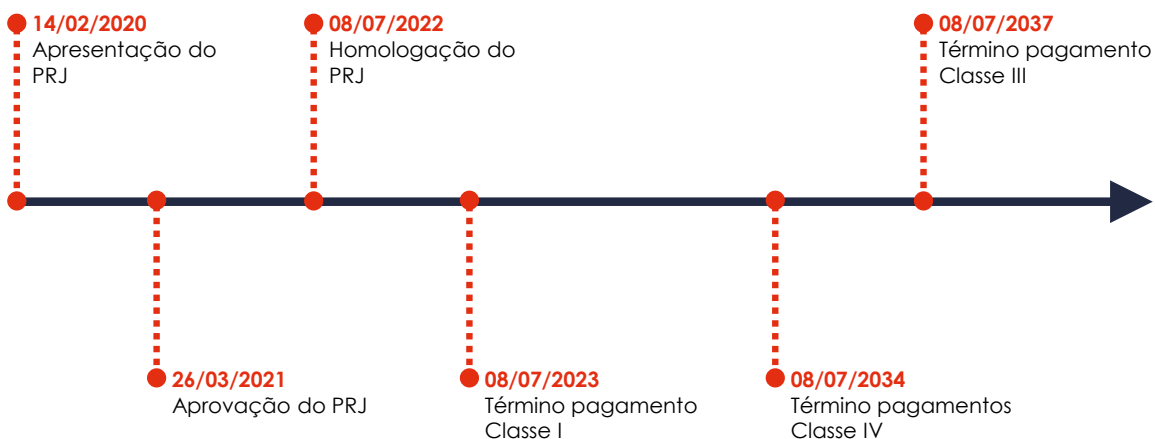 14/02/2020
Apresentação do
PRJ
08/07/2022
Homologação do
PRJ
08/07/2037
Término pagamento
Classe III
26/03/2021
Aprovação do PRJ
08/07/2023
Término pagamento
Classe I
08/07/2034
Término pagamentos
Classe IV